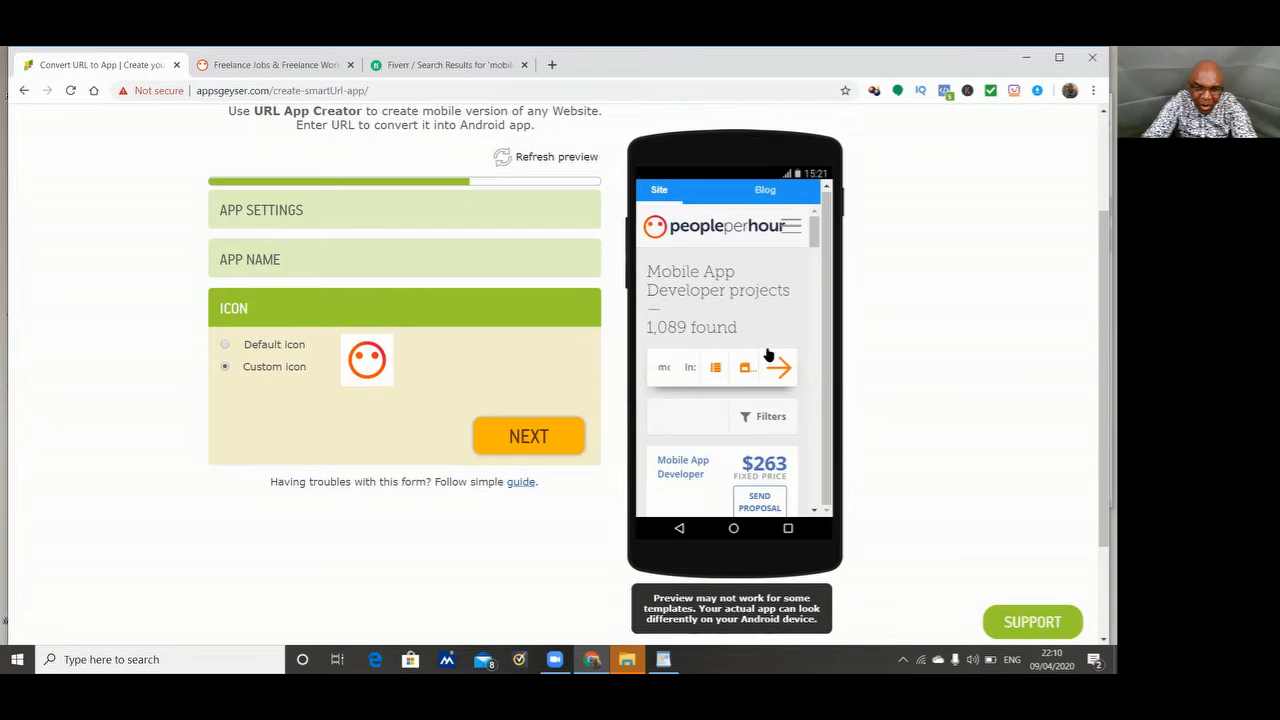 Convert URL to App | Create you
Freelance Jobs & Freelance Work
Fiverr / Search Results for 'mobil
Not secure
appsgeyser.com/create-smartUrl-app/
Use URL App Creator to create mobile version of any Website.
Enter URL to convert it into Android app.
Refresh preview
APP SETTINGS
APP NAME
ICON
Default icon
Custom icon
NEXT
Having troubles with this form? Follow simple guide.
15:21
Site
Blog
peopleperhour
Mobile App
Developer projects
—
1,089 found
mc
In:
Filters
Mobile App
Developer
$263
FIXED PRICE
SEND
PROPOSAL
Preview may not work for some
templates. Your actual app can look
differently on your Android device.
SUPPORT
Type here to search
ENG
22:10
09/04/2020